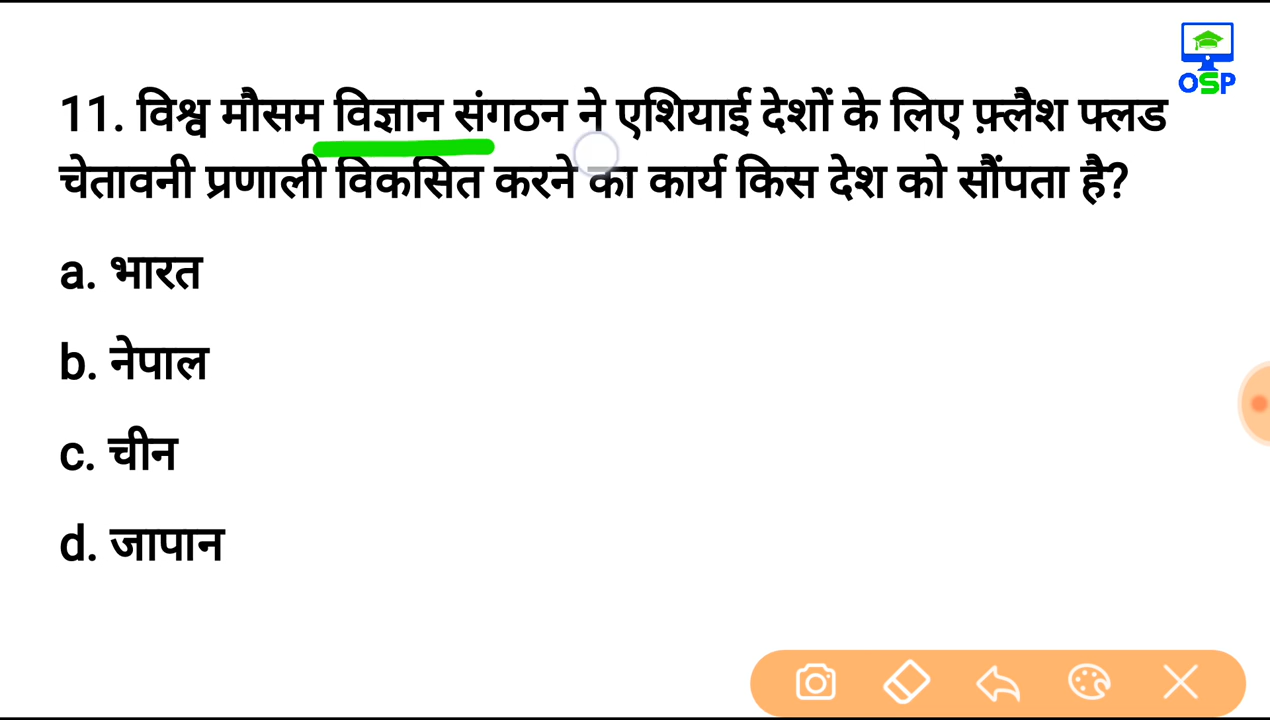 OSP
11. विश्व मौसम विज्ञान संगठन ने एशियाई देशों के लिए फ़्लैश फ्लड
चेतावनी प्रणाली विकसित करने का कार्य किस देश को सौंपता है?
a. भारत
b. नेपाल
c. चीन
d. जापान